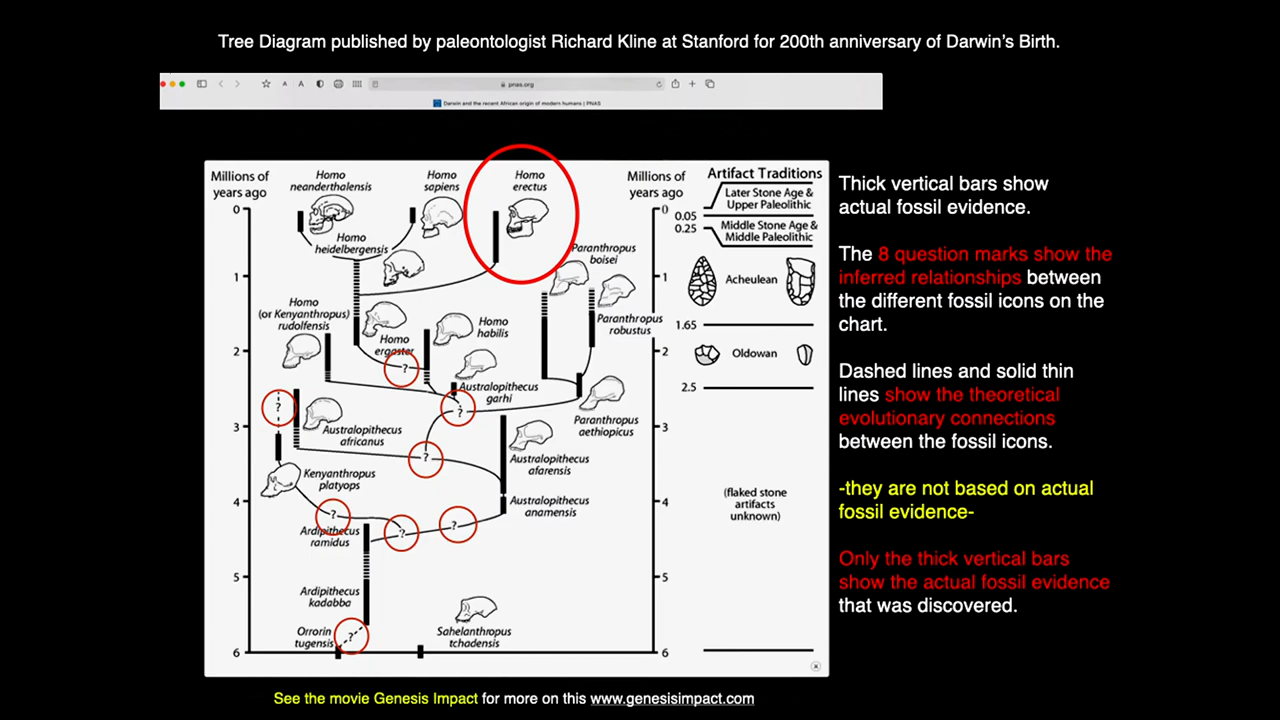 Tree Diagram published by paleontologist Richard Kline at Stanford for 200th anniversary of Darwin's Birth.
pnas.org
Darwin and the recent African origin of modern humans | PNAS
Millions of
years ago
Homo
neanderthalensis
Homo
sapiens
Homo
erectus
Millions of
years ago
Artifact Traditions
Later Stone Age &
Upper Paleolithic
0
0
0.05
0.25
Middle Stone Age &
Middle Paleolithic
Homo
heidelbergensis
Paranthropus
boisei
1
1
Acheulean
Homo
(or Kenyanthropus)
rudolfensis
Homo
ergaster
Homo
habilis
Paranthropus
robustus
1.65
2
2
Oldowan
?
Australopithecus
garhi
2.5
?
?
Paranthropus
aethiopicus
3
3
Australopithecus
africanus
?
Australopithecus
afarensis
Kenyanthropus
platyops
4
4
Australopithecus
anamensis
(flaked stone
artifacts
unknown)
?
?
?
Ardipithecus
ramidus
5
5
Ardipithecus
kadabba
Orrorin
tugensis
?
Sahelanthropus
tchadensis
6
6
Thick vertical bars show
actual fossil evidence.
The 8 question marks show the
inferred relationships between
the different fossil icons on the
chart.
Dashed lines and solid thin
lines show the theoretical
evolutionary connections
between the fossil icons.
-they are not based on actual
fossil evidence-
Only the thick vertical bars
show the actual fossil evidence
that was discovered.
See the movie Genesis Impact for more on this www.genesisimpact.com